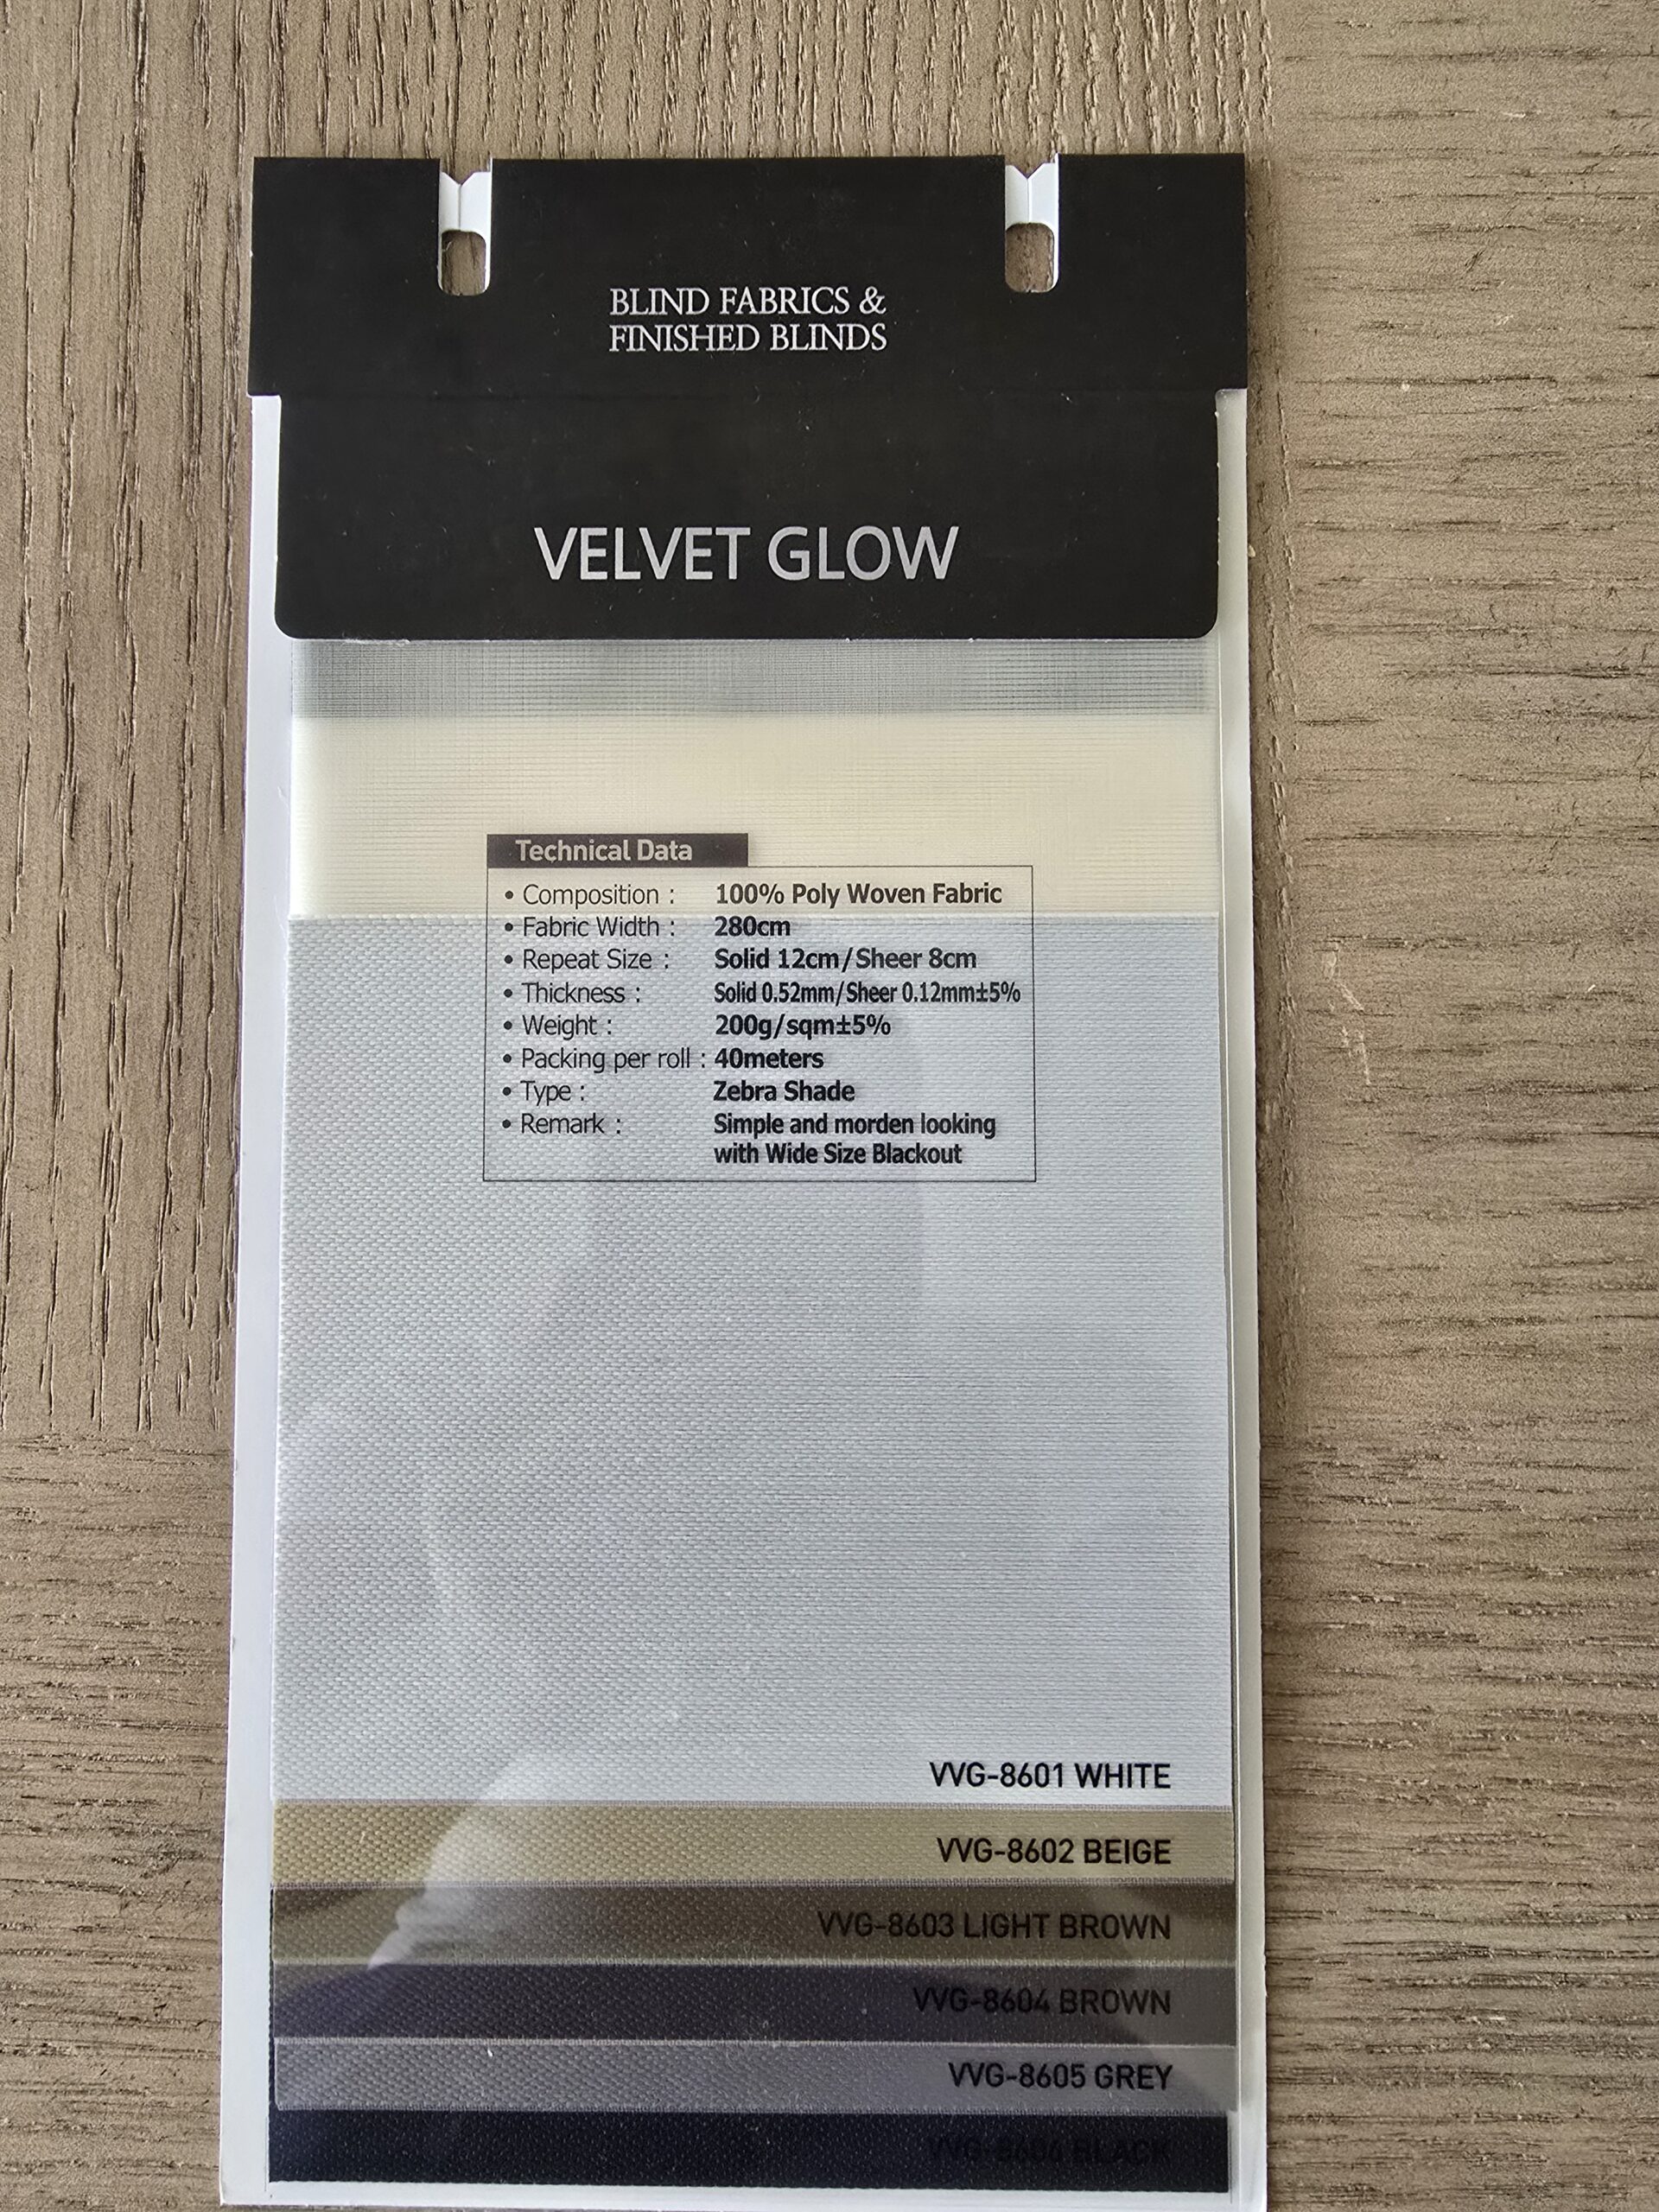 BLIND FABRICS &
FINISHED BLINDS
VELVET GLOW
Technical Data
• Composition : 100% Poly Woven Fabric
• Fabric Width : 280cm
• Repeat Size : Solid 12cm/Sheer 8cm
• Thickness : Solid 0.52mm/Sheer 0.12mm±5%
• Weight : 200g/sqm±5%
• Packing per roll : 40meters
• Type : Zebra Shade
• Remark : Simple and morden looking
with Wide Size Blackout
VVG-8601 WHITE
VVG-8602 BEIGE
VVG-8603 LIGHT BROWN
VVG-8604 BROWN
VVG-8605 GREY
BLACK